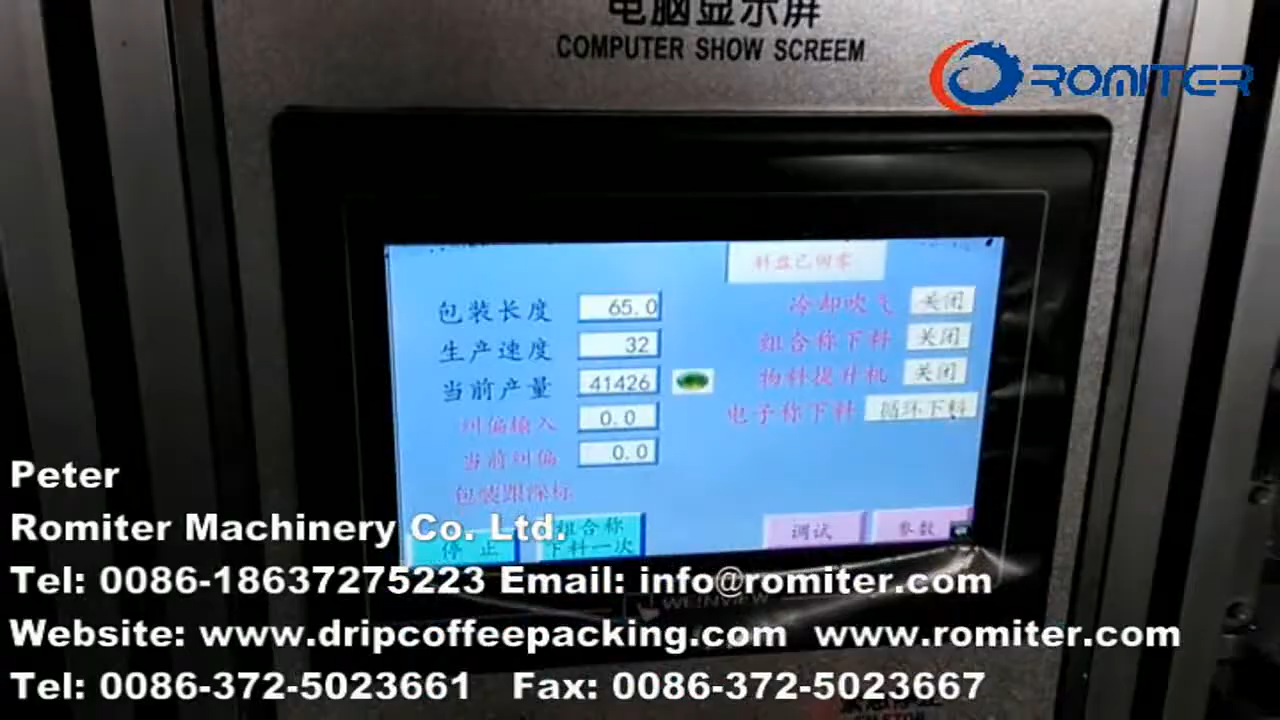 电脑显示屏
COMPUTER SHOW SCREEM
ROMITER
料盘已回零
包装长度 65.0 冷却吹气 关闭
生产速度 32 组合称下料 关闭
当前产量 41426 物料提升机 关闭
纠偏输入 0.0 电子称下料 循环下料
当前纠偏 0.0
包装跟踪标
停止 组合称下料一次 调试 参数
WEINVIEW
Peter
Romiter Machinery Co. Ltd.
Tel: 0086-18637275223 Email: info@romiter.com
Website: www.dripcoffeepacking.com www.romiter.com
Tel: 0086-372-5023661 Fax: 0086-372-5023667